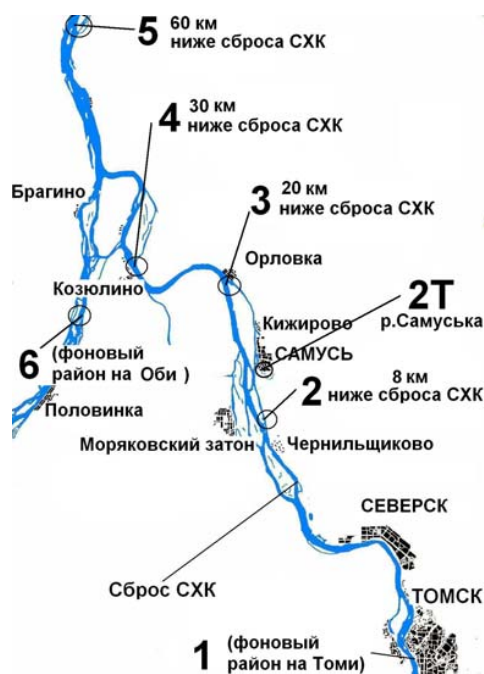 5 60 км
ниже сброса СХК
4 30 км
ниже сброса СХК
Брагино
3 20 км
ниже сброса СХК
Орловка
Козюлино
2Т
р.Самуська
Кижирово
САМУСЬ
6 (фоновый
район на Оби )
Половинка
2 8 км
ниже сброса СХК
Моряковский затон
Чернильщиково
СЕВЕРСК
Сброс СХК
ТОМСК
1 (фоновый
район на Томи)